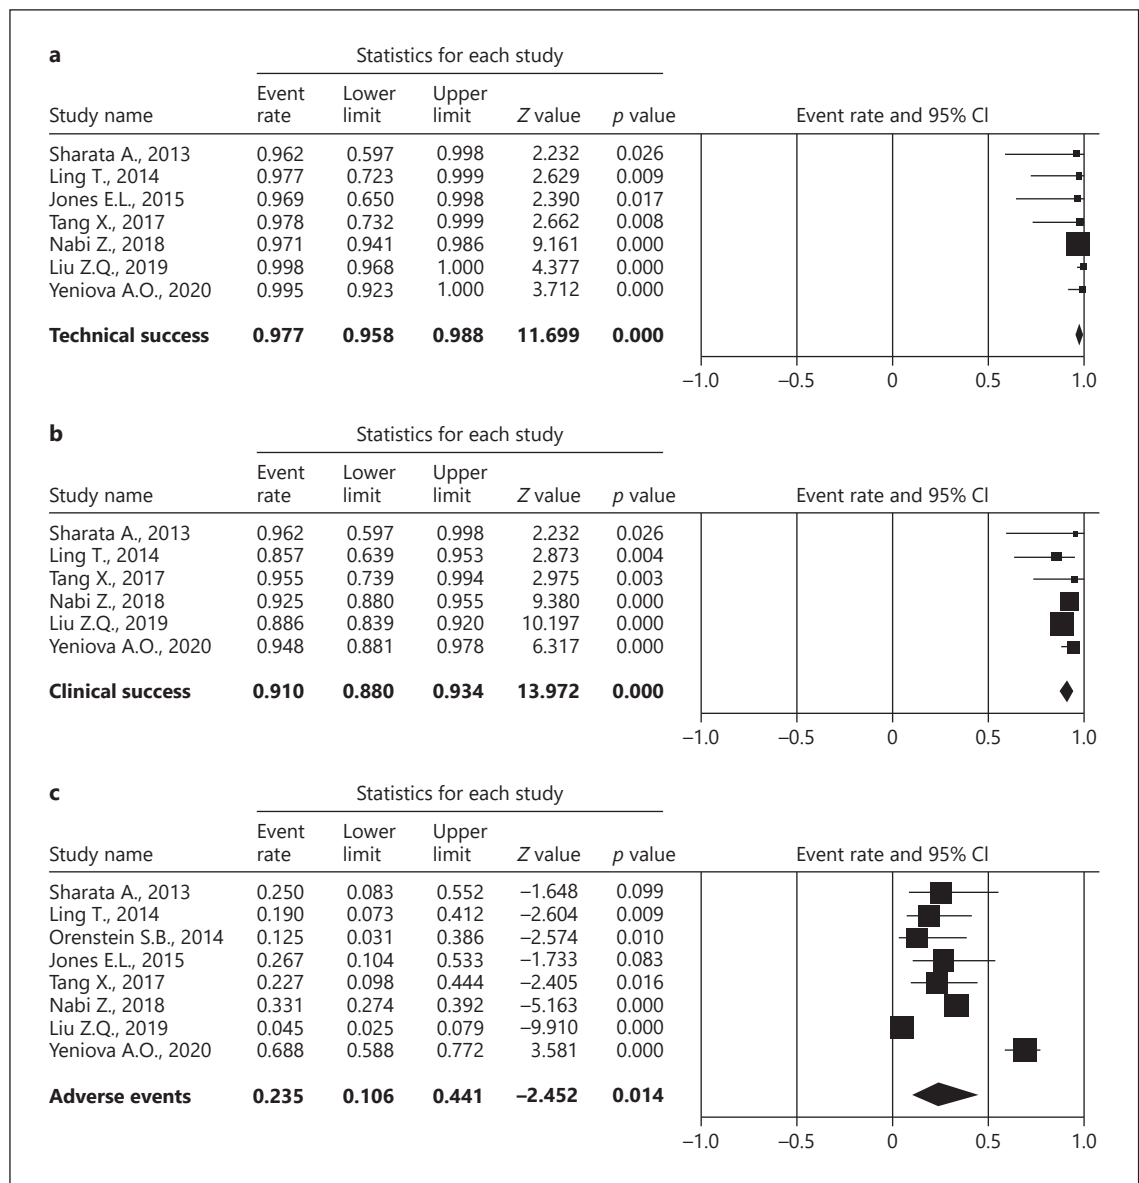 a
Statistics for each study
Study name Event rate Lower limit Upper limit Z value p value Event rate and 95% CI
Sharata A., 2013 0.962 0.597 0.998 2.232 0.026
Ling T., 2014 0.977 0.723 0.999 2.629 0.009
Jones E.L., 2015 0.969 0.650 0.998 2.390 0.017
Tang X., 2017 0.978 0.732 0.999 2.662 0.008
Nabi Z., 2018 0.971 0.941 0.986 9.161 0.000
Liu Z.Q., 2019 0.998 0.968 1.000 4.377 0.000
Yeniova A.O., 2020 0.995 0.923 1.000 3.712 0.000
Technical success 0.977 0.958 0.988 11.699 0.000
−1.0 −0.5 0 0.5 1.0
b
Statistics for each study
Study name Event rate Lower limit Upper limit Z value p value Event rate and 95% CI
Sharata A., 2013 0.962 0.597 0.998 2.232 0.026
Ling T., 2014 0.857 0.639 0.953 2.873 0.004
Tang X., 2017 0.955 0.739 0.994 2.975 0.003
Nabi Z., 2018 0.925 0.880 0.955 9.380 0.000
Liu Z.Q., 2019 0.886 0.839 0.920 10.197 0.000
Yeniova A.O., 2020 0.948 0.881 0.978 6.317 0.000
Clinical success 0.910 0.880 0.934 13.972 0.000
−1.0 −0.5 0 0.5 1.0
c
Statistics for each study
Study name Event rate Lower limit Upper limit Z value p value Event rate and 95% CI
Sharata A., 2013 0.250 0.083 0.552 −1.648 0.099
Ling T., 2014 0.190 0.073 0.412 −2.604 0.009
Orenstein S.B., 2014 0.125 0.031 0.386 −2.574 0.010
Jones E.L., 2015 0.267 0.104 0.533 −1.733 0.083
Tang X., 2017 0.227 0.098 0.444 −2.405 0.016
Nabi Z., 2018 0.331 0.274 0.392 −5.163 0.000
Liu Z.Q., 2019 0.045 0.025 0.079 −9.910 0.000
Yeniova A.O., 2020 0.688 0.588 0.772 3.581 0.000
Adverse events 0.235 0.106 0.441 −2.452 0.014
−1.0 −0.5 0 0.5 1.0